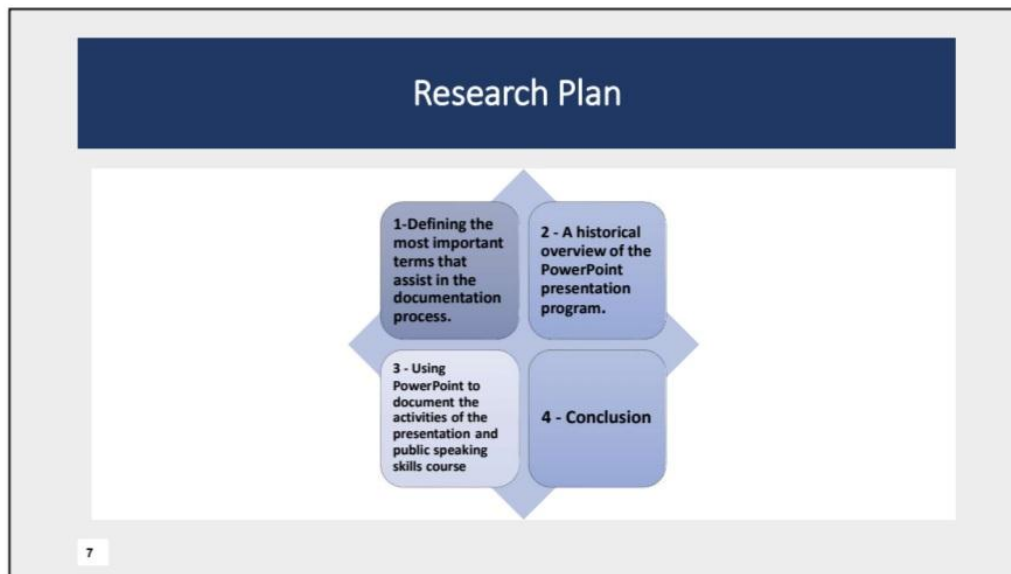 Research Plan
1-Defining the
most important
terms that
assist in the
documentation
process.
2 - A historical
overview of the
PowerPoint
presentation
program.
3 - Using
PowerPoint to
document the
activities of the
presentation and
public speaking
skills course
4 - Conclusion
7